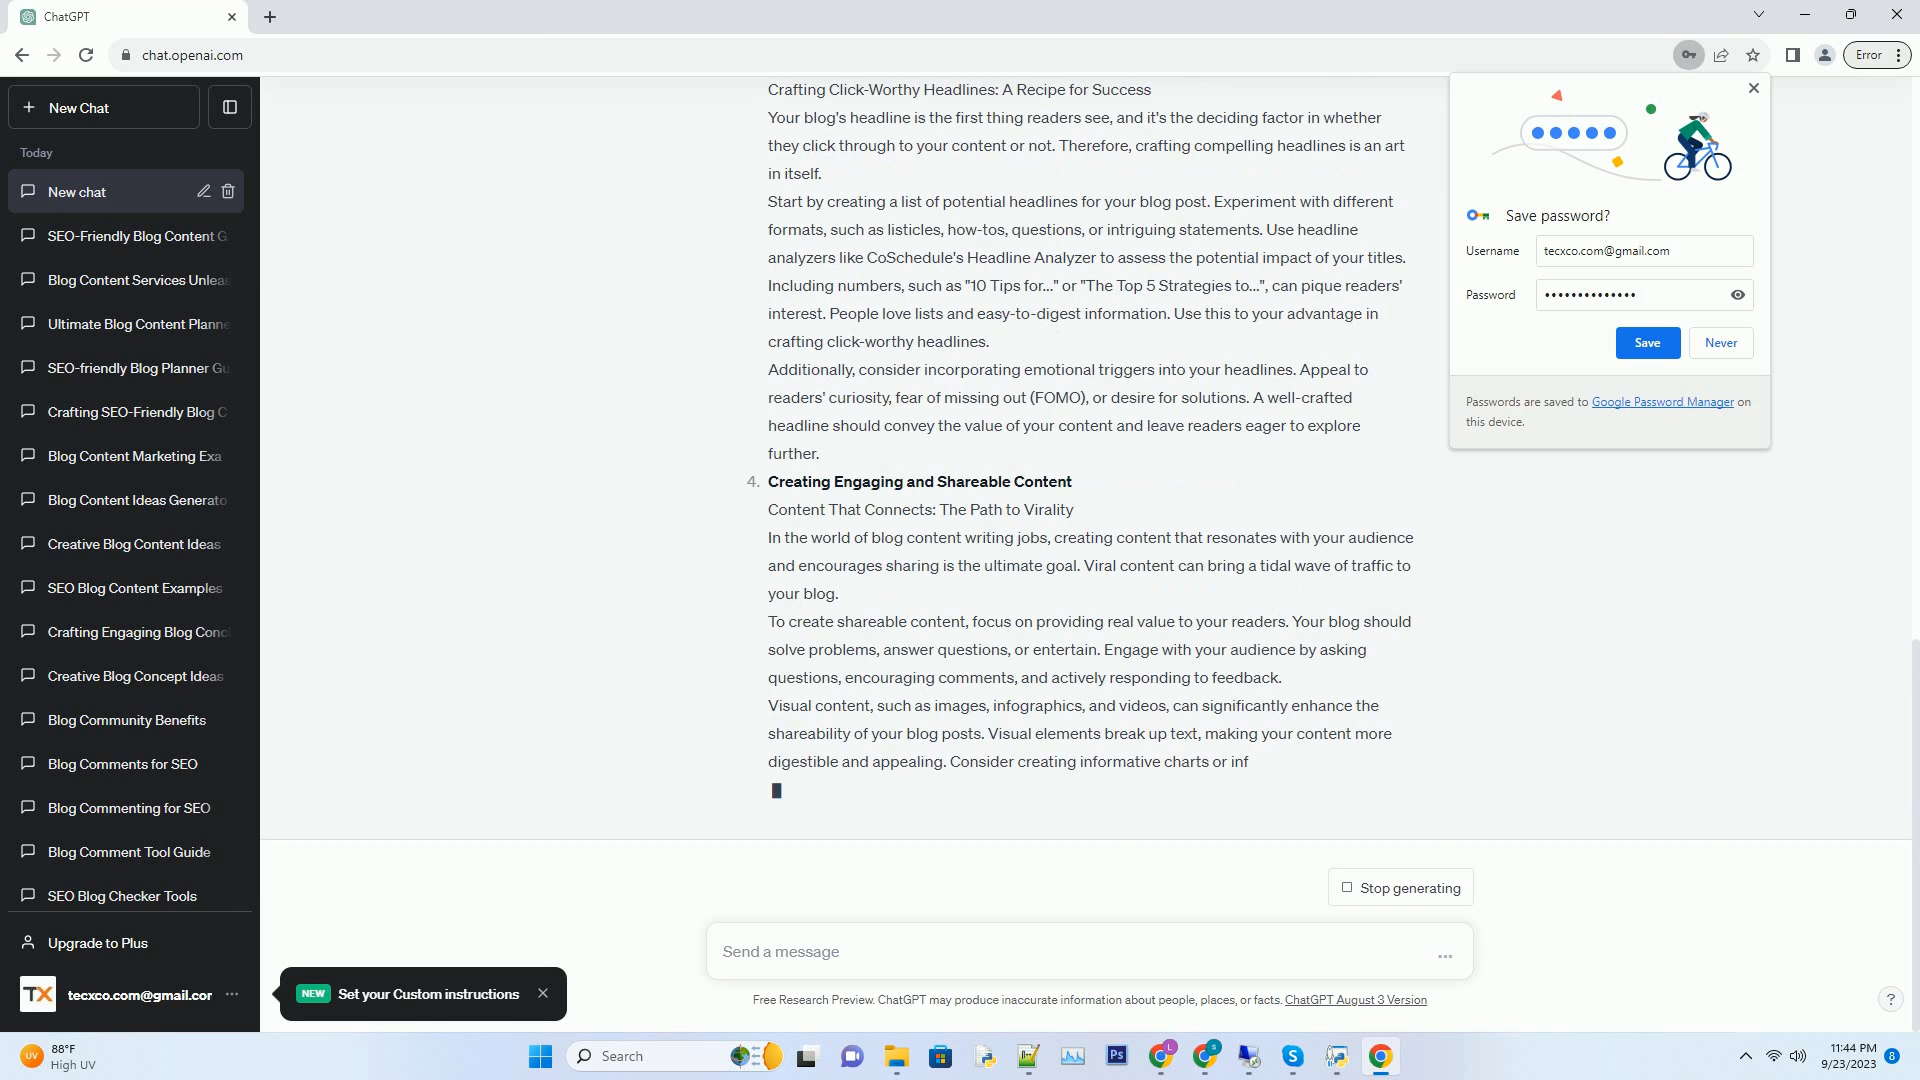 ChatGPT
chat.openai.com
Error
New Chat
Today
New chat
SEO-Friendly Blog Content G
Blog Content Services Unleas
Ultimate Blog Content Planne
SEO-friendly Blog Planner Gu
Crafting SEO-Friendly Blog C
Blog Content Marketing Exa
Blog Content Ideas Generato
Creative Blog Content Ideas
SEO Blog Content Examples
Crafting Engaging Blog Conc
Creative Blog Concept Ideas
Blog Community Benefits
Blog Comments for SEO
Blog Commenting for SEO
Blog Comment Tool Guide
SEO Blog Checker Tools
Upgrade to Plus
TX
tecxco.com@gmail.cor
NEW Set your Custom instructions
Crafting Click-Worthy Headlines: A Recipe for Success
Your blog's headline is the first thing readers see, and it's the deciding factor in whether
they click through to your content or not. Therefore, crafting compelling headlines is an art
in itself.
Start by creating a list of potential headlines for your blog post. Experiment with different
formats, such as listicles, how-tos, questions, or intriguing statements. Use headline
analyzers like CoSchedule's Headline Analyzer to assess the potential impact of your titles.
Including numbers, such as "10 Tips for..." or "The Top 5 Strategies to...", can pique readers'
interest. People love lists and easy-to-digest information. Use this to your advantage in
crafting click-worthy headlines.
Additionally, consider incorporating emotional triggers into your headlines. Appeal to
readers' curiosity, fear of missing out (FOMO), or desire for solutions. A well-crafted
headline should convey the value of your content and leave readers eager to explore
further.
4. Creating Engaging and Shareable Content
Content That Connects: The Path to Virality
In the world of blog content writing jobs, creating content that resonates with your audience
and encourages sharing is the ultimate goal. Viral content can bring a tidal wave of traffic to
your blog.
To create shareable content, focus on providing real value to your readers. Your blog should
solve problems, answer questions, or entertain. Engage with your audience by asking
questions, encouraging comments, and actively responding to feedback.
Visual content, such as images, infographics, and videos, can significantly enhance the
shareability of your blog posts. Visual elements break up text, making your content more
digestible and appealing. Consider creating informative charts or inf
Stop generating
Send a message
Free Research Preview. ChatGPT may produce inaccurate information about people, places, or facts. ChatGPT August 3 Version
?
Save password?
Username tecxco.com@gmail.com
Password ••••••••••••••
Save Never
Passwords are saved to Google Password Manager on
this device.
UV
88°F
High UV
Search
Ps
L
S
S
11:44 PM
9/23/2023
8